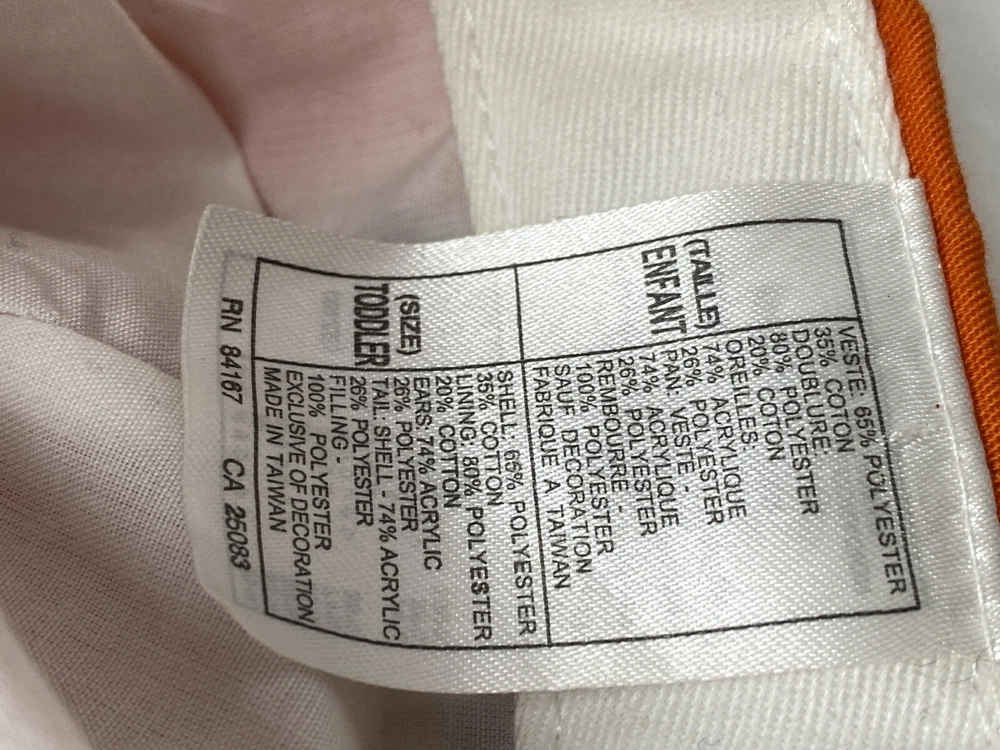 (TAILLE)
ENFANT
VESTE: 65% POLYESTER
35% COTON
DOUBLURE:
80% POLYESTER
20% COTON
OREILLES:
74% ACRYLIQUE
26% POLYESTER
PAN: VESTE -
74% ACRYLIQUE
26% POLYESTER
REMBOURRE -
100% POLYESTER
SAUF DECORATION
FABRIQUE A TAIWAN
(SIZE)
TODDLER
SHELL: 65% POLYESTER
35% COTTON
LINING: 80% POLYESTER
20% COTTON
EARS: 74% ACRYLIC
26% POLYESTER
TAIL: SHELL - 74% ACRYLIC
26% POLYESTER
FILLING -
100% POLYESTER
EXCLUSIVE OF DECORATION
MADE IN TAIWAN
RN 84167 CA 25083